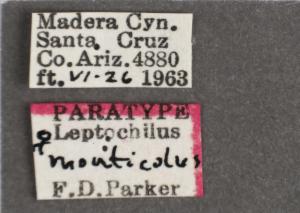 Madera Cyn.
Santa Cruz
Co. Ariz. 4880
ft. VI-26 1963
PARATYPE
Leptochilus
♀ monticolus
F.D. Parker